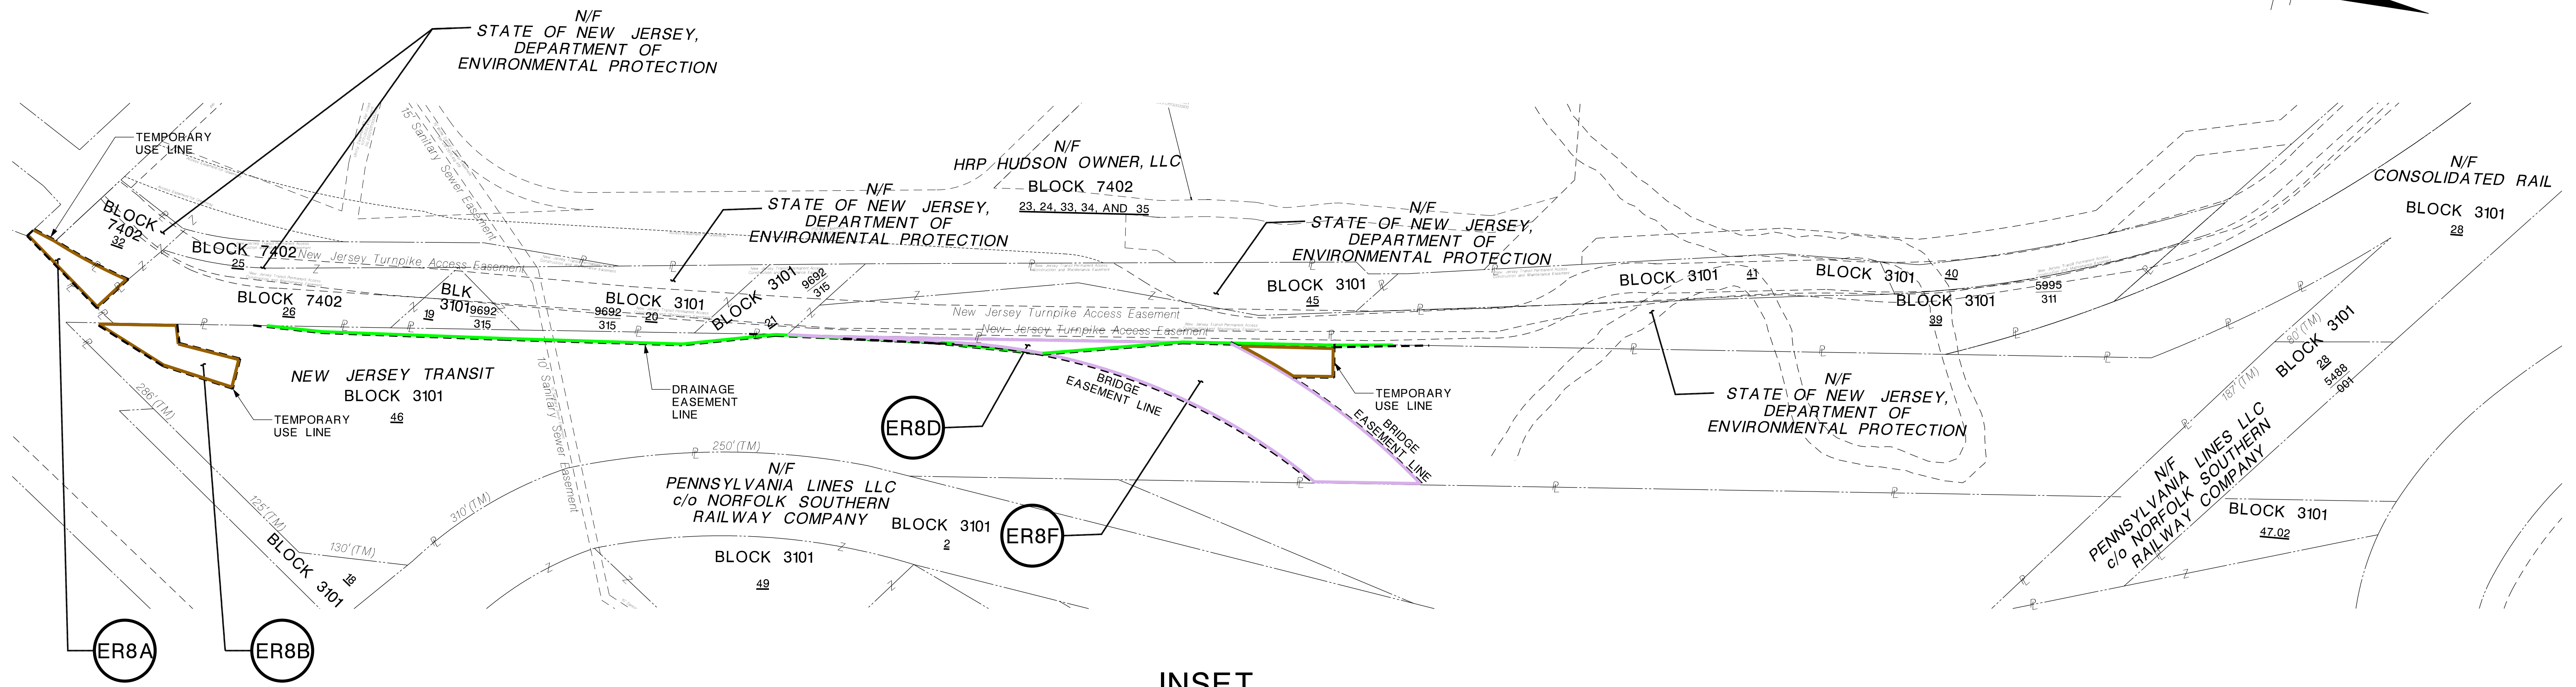 N/F
STATE OF NEW JERSEY,
DEPARTMENT OF
ENVIRONMENTAL PROTECTION
TEMPORARY
USE LINE
BLOCK
7402
32
BLOCK 7402
25
New Jersey Turnpike Access Easement
BLOCK 7402
26
15' Sanitary Sewer Easement
BLK
3101
19
9692
315
9692
315
BLOCK 3101
20
BLOCK 3101
21
9692
315
N/F
STATE OF NEW JERSEY,
DEPARTMENT OF
ENVIRONMENTAL PROTECTION
N/F
HRP HUDSON OWNER, LLC
BLOCK 7402
23, 24, 33, 34, AND 35
N/F
STATE OF NEW JERSEY,
DEPARTMENT OF
ENVIRONMENTAL PROTECTION
BLOCK 3101
45
New Jersey Turnpike Access Easement
New Jersey Turnpike Access Easement
BLOCK 3101
41
BLOCK 3101
40
BLOCK 3101
39
5995
311
N/F
CONSOLIDATED RAIL
BLOCK 3101
28
80' (TM)
BLOCK 3101
28
5488
001
187' (TM)
N/F
PENNSYLVANIA LINES LLC
c/o NORFOLK SOUTHERN
RAILWAY COMPANY
BLOCK 3101
47.02
N/F
STATE OF NEW JERSEY,
DEPARTMENT OF
ENVIRONMENTAL PROTECTION
TEMPORARY
USE LINE
BRIDGE
EASEMENT LINE
BRIDGE
EASEMENT LINE
DRAINAGE
EASEMENT
LINE
NEW JERSEY TRANSIT
BLOCK 3101
46
TEMPORARY
USE LINE
10' Sanitary Sewer Easement
286' (TM)
125' (TM)
130' (TM)
310' (TM)
250' (TM)
BLOCK 3101
18
N/F
PENNSYLVANIA LINES LLC
c/o NORFOLK SOUTHERN
RAILWAY COMPANY
BLOCK 3101
2
BLOCK 3101
49
ER8D
ER8F
ER8A
ER8B
INSET